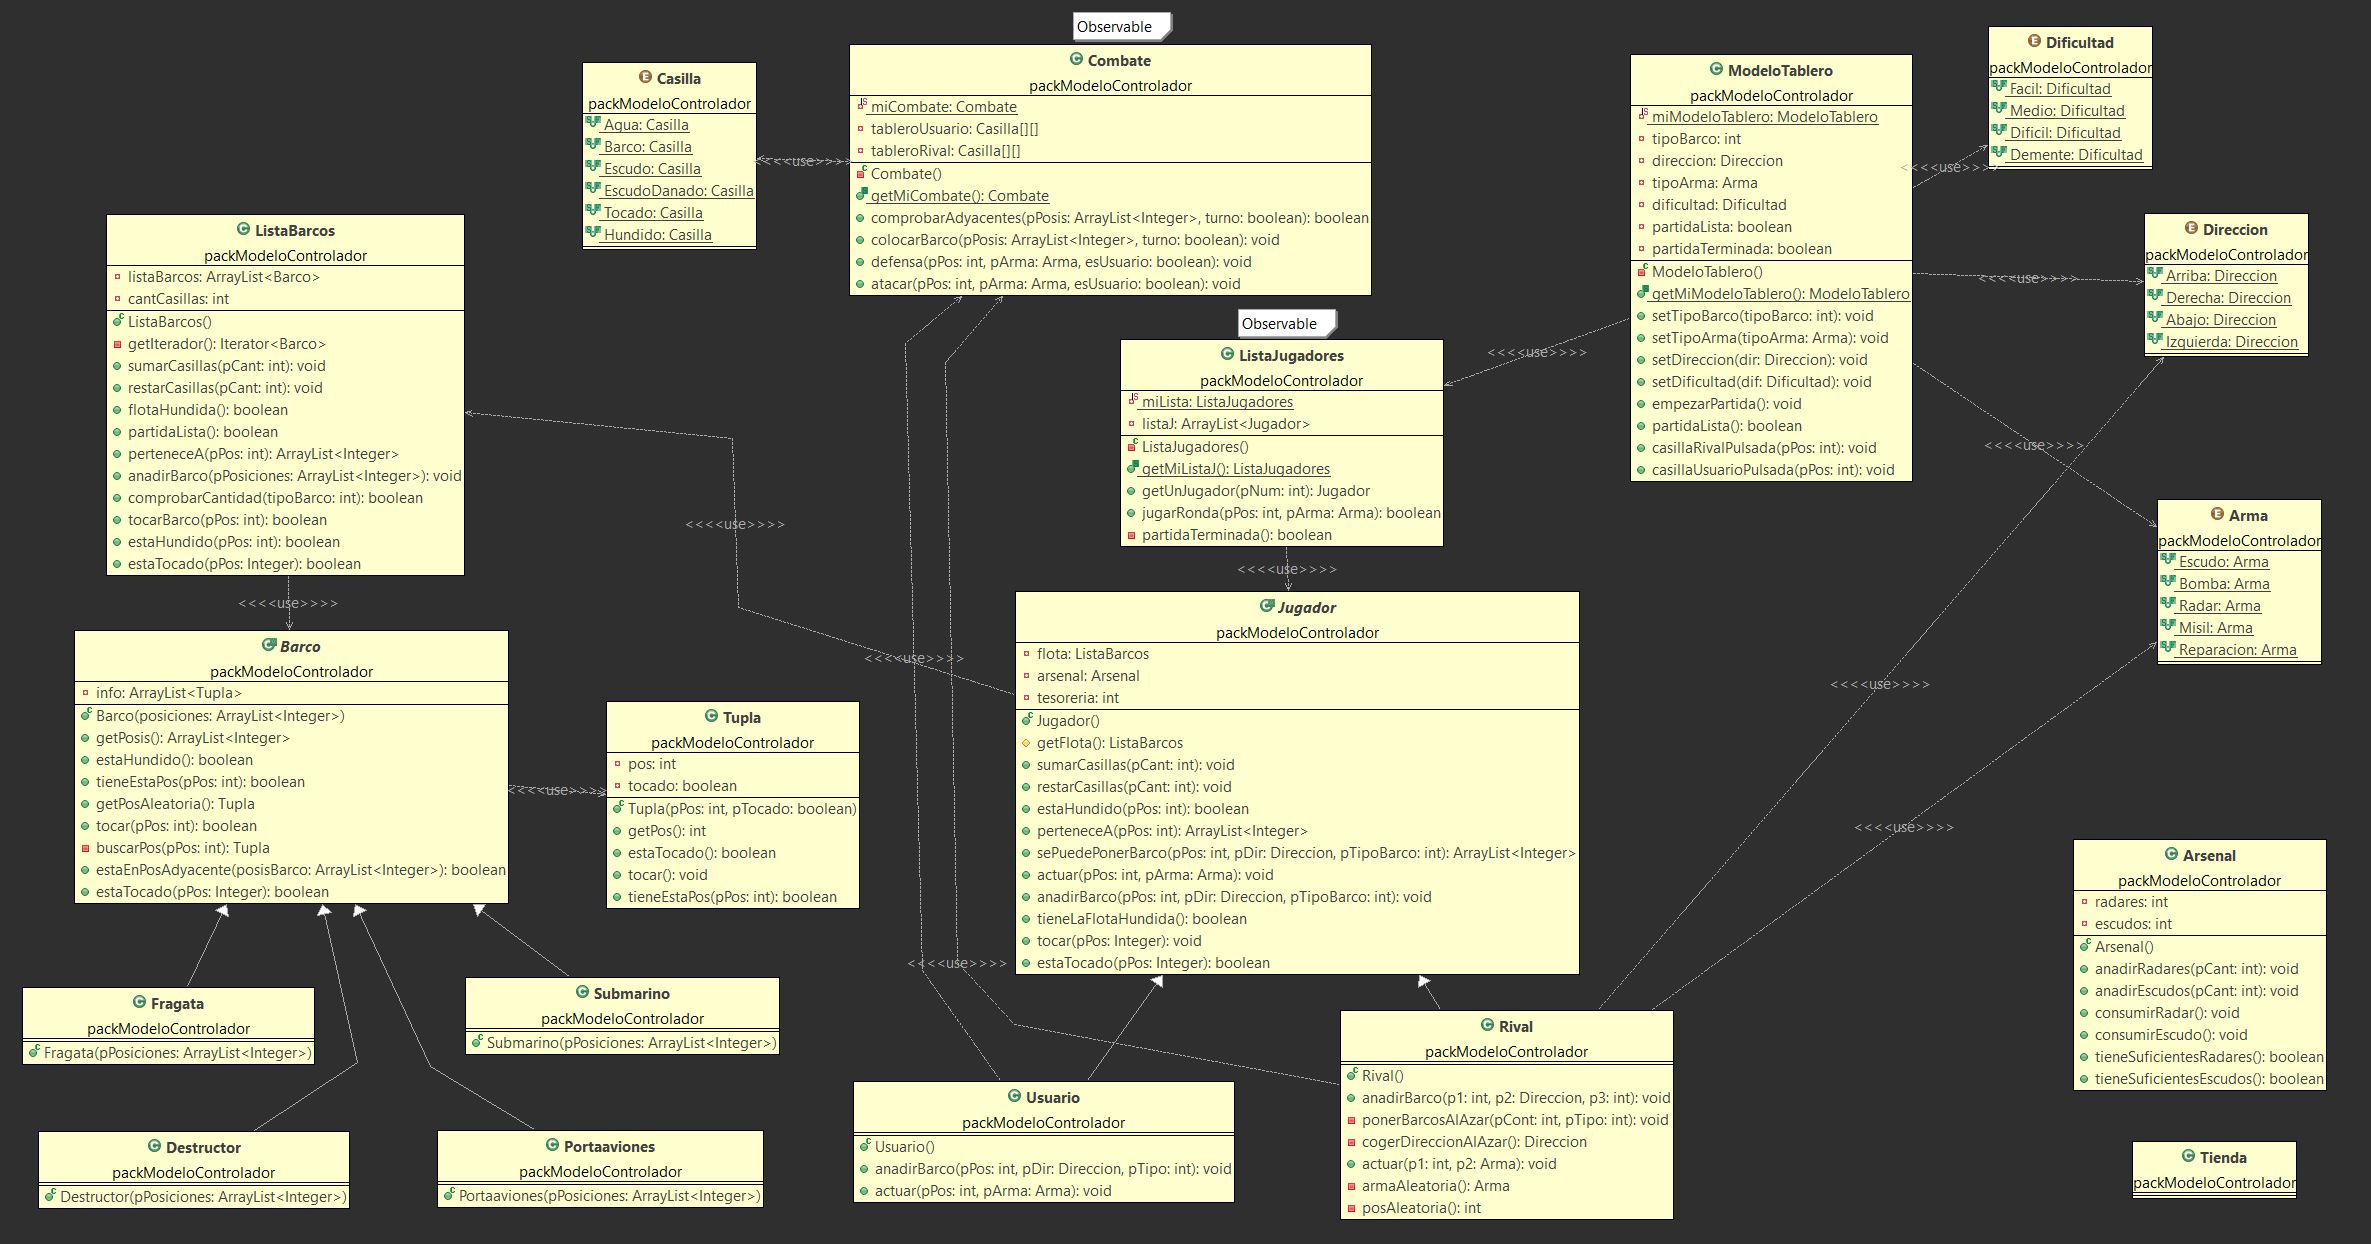 Observable
Combate
packModeloControlador
miCombate: Combate
tableroUsuario: Casilla[][]
tableroRival: Casilla[][]
Combate()
getMiCombate(): Combate
comprobarAdyacentes(pPosis: ArrayList<Integer>, turno: boolean): boolean
colocarBarco(pPosis: ArrayList<Integer>, turno: boolean): void
defensa(pPos: int, pArma: Arma, esUsuario: boolean): void
atacar(pPos: int, pArma: Arma, esUsuario: boolean): void
Casilla
packModeloControlador
Agua: Casilla
Barco: Casilla
Escudo: Casilla
EscudoDanado: Casilla
Tocado: Casilla
Hundido: Casilla
<<<<use>>>>
ModeloTablero
packModeloControlador
miModeloTablero: ModeloTablero
tipoBarco: int
direccion: Direccion
tipoArma: Arma
dificultad: Dificultad
partidaLista: boolean
partidaTerminada: boolean
ModeloTablero()
getMiModeloTablero(): ModeloTablero
setTipoBarco(tipoBarco: int): void
setTipoArma(tipoArma: Arma): void
setDireccion(dir: Direccion): void
setDificultad(dif: Dificultad): void
empezarPartida(): void
partidaLista(): boolean
casillaRivalPulsada(pPos: int): void
casillaUsuarioPulsada(pPos: int): void
Dificultad
packModeloControlador
Facil: Dificultad
Medio: Dificultad
Dificil: Dificultad
Demente: Dificultad
<<<<use>>>>
Direccion
packModeloControlador
Arriba: Direccion
Derecha: Direccion
Abajo: Direccion
Izquierda: Direccion
<<<<use>>>>
ListaBarcos
packModeloControlador
listaBarcos: ArrayList<Barco>
cantCasillas: int
ListaBarcos()
getIterador(): Iterator<Barco>
sumarCasillas(pCant: int): void
restarCasillas(pCant: int): void
flotaHundida(): boolean
partidaLista(): boolean
perteneceA(pPos: int): ArrayList<Integer>
anadirBarco(pPosiciones: ArrayList<Integer>): void
comprobarCantidad(tipoBarco: int): boolean
tocarBarco(pPos: int): boolean
estaHundido(pPos: int): boolean
estaTocado(pPos: Integer): boolean
Observable
ListaJugadores
packModeloControlador
miLista: ListaJugadores
listaJ: ArrayList<Jugador>
ListaJugadores()
getMiListaJ(): ListaJugadores
getUnJugador(pNum: int): Jugador
jugarRonda(pPos: int, pArma: Arma): boolean
partidaTerminada(): boolean
<<<<use>>>>
<<<<use>>>>
<<<<use>>>>
<<<<use>>>>
<<<<use>>>>
Arma
packModeloControlador
Escudo: Arma
Bomba: Arma
Radar: Arma
Misil: Arma
Reparacion: Arma
Barco
packModeloControlador
info: ArrayList<Tupla>
Barco(posiciones: ArrayList<Integer>)
getPosis(): ArrayList<Integer>
estaHundido(): boolean
tieneEstaPos(pPos: int): boolean
getPosAleatoria(): Tupla
tocar(pPos: int): boolean
buscarPos(pPos: int): Tupla
estaEnPosAdyacente(posisBarco: ArrayList<Integer>): boolean
estaTocado(pPos: Integer): boolean
<<<<use>>>>
Tupla
packModeloControlador
pos: int
tocado: boolean
Tupla(pPos: int, pTocado: boolean)
getPos(): int
estaTocado(): boolean
tocar(): void
tieneEstaPos(pPos: int): boolean
Jugador
packModeloControlador
flota: ListaBarcos
arsenal: Arsenal
tesoreria: int
Jugador()
getFlota(): ListaBarcos
sumarCasillas(pCant: int): void
restarCasillas(pCant: int): void
estaHundido(pPos: int): boolean
perteneceA(pPos: int): ArrayList<Integer>
sePuedePonerBarco(pPos: int, pDir: Direccion, pTipoBarco: int): ArrayList<Integer>
actuar(pPos: int, pArma: Arma): void
anadirBarco(pPos: int, pDir: Direccion, pTipoBarco: int): void
tieneLaFlotaHundida(): boolean
tocar(pPos: Integer): void
estaTocado(pPos: Integer): boolean
<<<<use>>>>
<<<<use>>>>
<<<<use>>>>
<<<<use>>>>
Arsenal
packModeloControlador
radares: int
escudos: int
Arsenal()
anadirRadares(pCant: int): void
anadirEscudos(pCant: int): void
consumirRadar(): void
consumirEscudo(): void
tieneSuficientesRadares(): boolean
tieneSuficientesEscudos(): boolean
Fragata
packModeloControlador
Fragata(pPosiciones: ArrayList<Integer>)
Submarino
packModeloControlador
Submarino(pPosiciones: ArrayList<Integer>)
Destructor
packModeloControlador
Destructor(pPosiciones: ArrayList<Integer>)
Portaaviones
packModeloControlador
Portaaviones(pPosiciones: ArrayList<Integer>)
Usuario
packModeloControlador
Usuario()
anadirBarco(pPos: int, pDir: Direccion, pTipo: int): void
actuar(pPos: int, pArma: Arma): void
Rival
packModeloControlador
Rival()
anadirBarco(p1: int, p2: Direccion, p3: int): void
ponerBarcosAlAzar(pCont: int, pTipo: int): void
cogerDireccionAlAzar(): Direccion
actuar(p1: int, p2: Arma): void
armaAleatoria(): Arma
posAleatoria(): int
Tienda
packModeloControlador